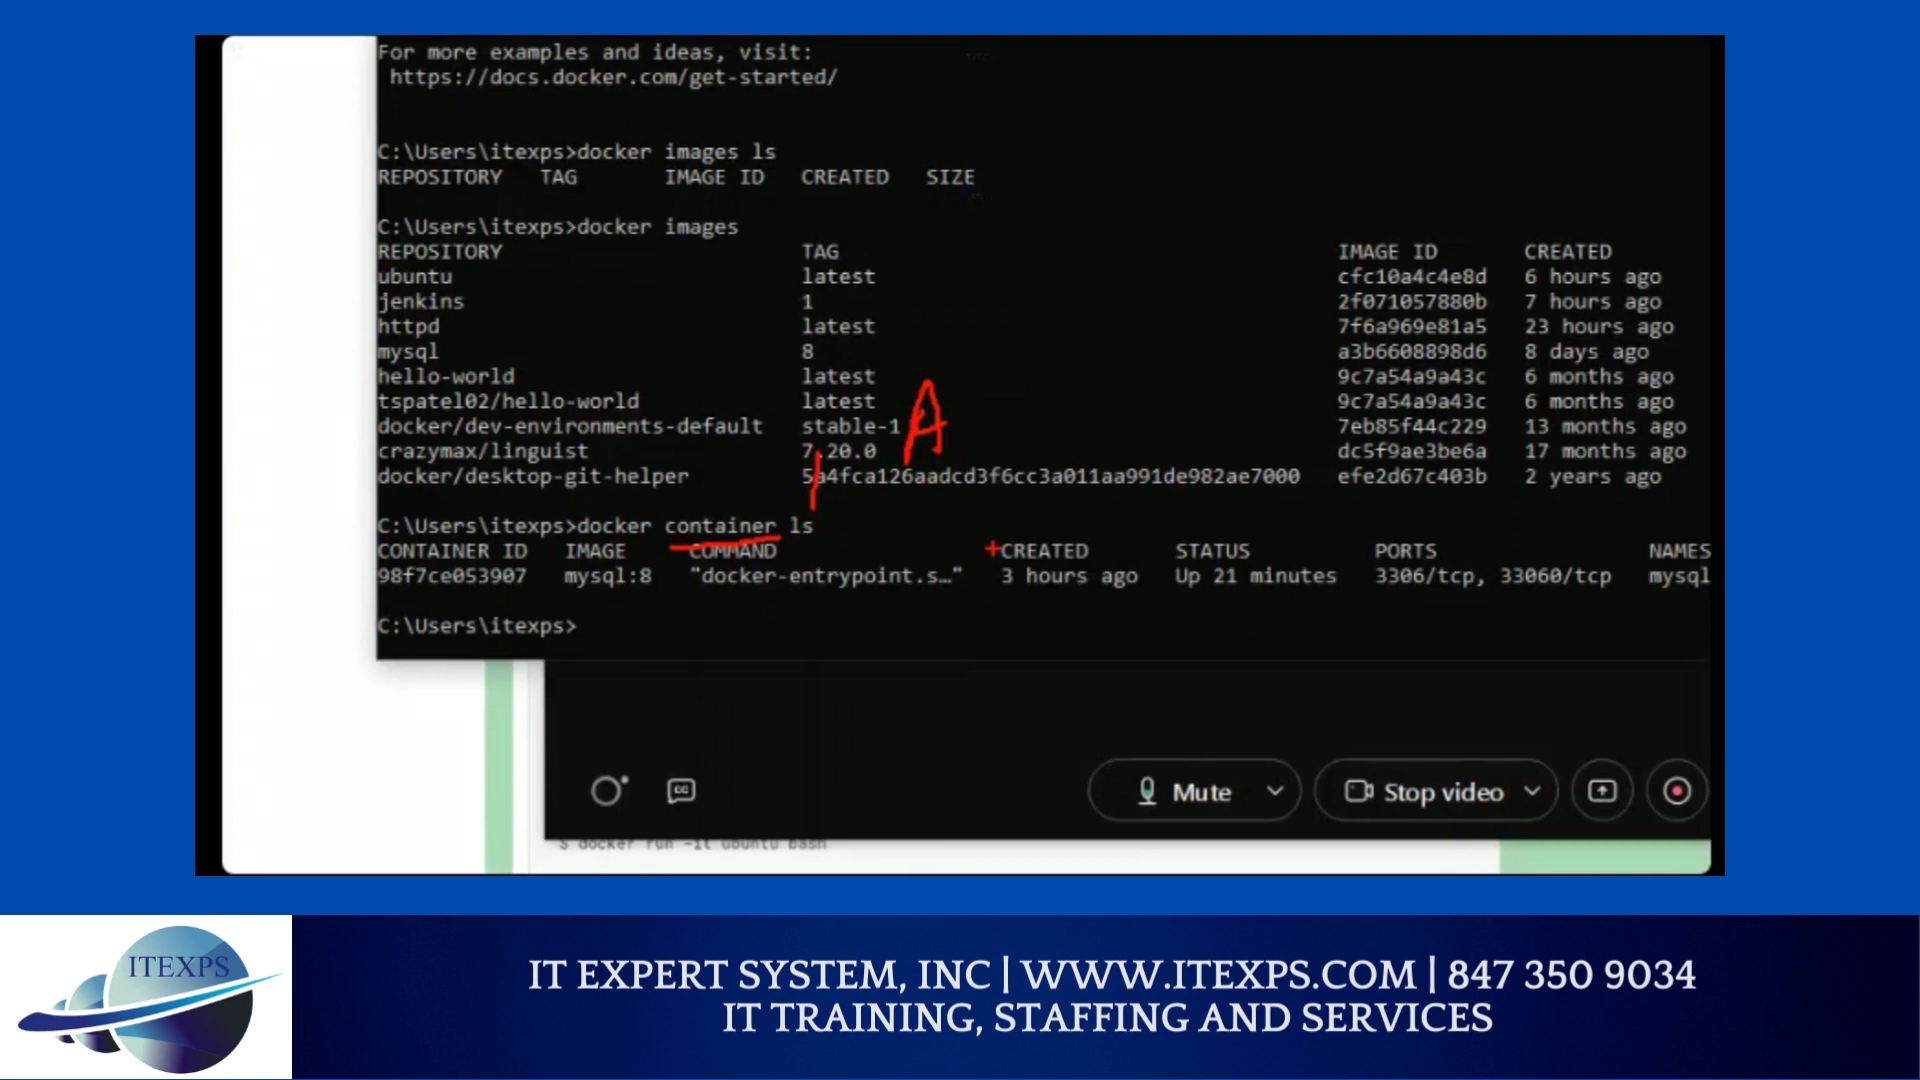 For more examples and ideas, visit:
https://docs.docker.com/get-started/
C:\Users\itexps>docker images ls
REPOSITORY TAG IMAGE ID CREATED SIZE
C:\Users\itexps>docker images
REPOSITORY TAG IMAGE ID CREATED
ubuntu latest cfc10a4c4e8d 6 hours ago
jenkins 1 2f071057880b 7 hours ago
httpd latest 7f6a969e81a5 23 hours ago
mysql 8 a3b6608898d6 8 days ago
hello-world latest 9c7a54a9a43c 6 months ago
tspatel02/hello-world latest 9c7a54a9a43c 6 months ago
A
docker/dev-environments-default stable-1 7eb85f44c229 13 months ago
crazymax/linguist 7.20.0 dc5f9ae3be6a 17 months ago
docker/desktop-git-helper 5a4fca126aadcd3f6cc3a011aa991de982ae7000 efe2d67c403b 2 years ago
C:\Users\itexps>docker container ls
CONTAINER ID IMAGE COMMAND CREATED STATUS PORTS NAMES
98f7ce053907 mysql:8 "docker-entrypoint.s…" 3 hours ago Up 21 minutes 3306/tcp, 33060/tcp mysql
C:\Users\itexps>
CC
Mute
Stop video
$ docker run -it ubuntu bash
ITEXPS
IT EXPERT SYSTEM, INC | WWW.ITEXPS.COM | 847 350 9034
IT TRAINING, STAFFING AND SERVICES